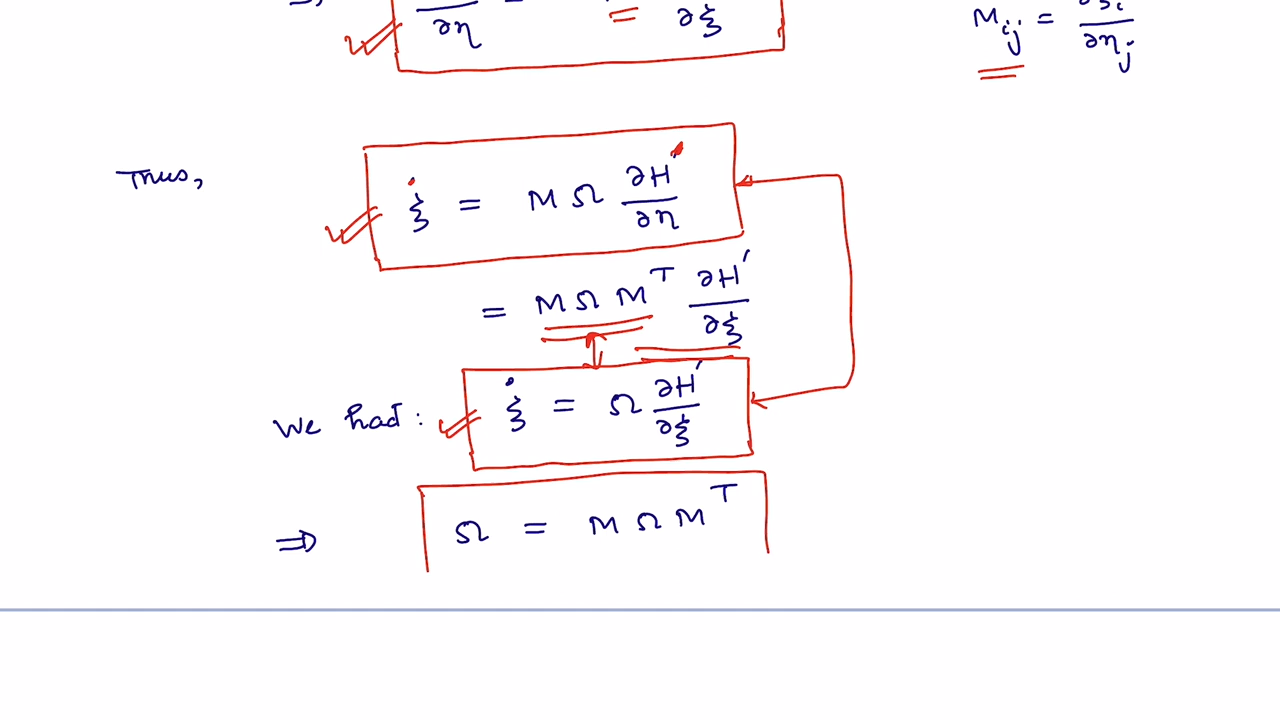 ⇒, ∂η = ∂ξ
M_ij = ∂ξ_i / ∂η_j
Thus, ξ̇ = M Ω ∂H′/∂η
= M Ω M^T ∂H′/∂ξ
We had: ξ̇ = Ω ∂H′/∂ξ
⇒ Ω = M Ω M^T